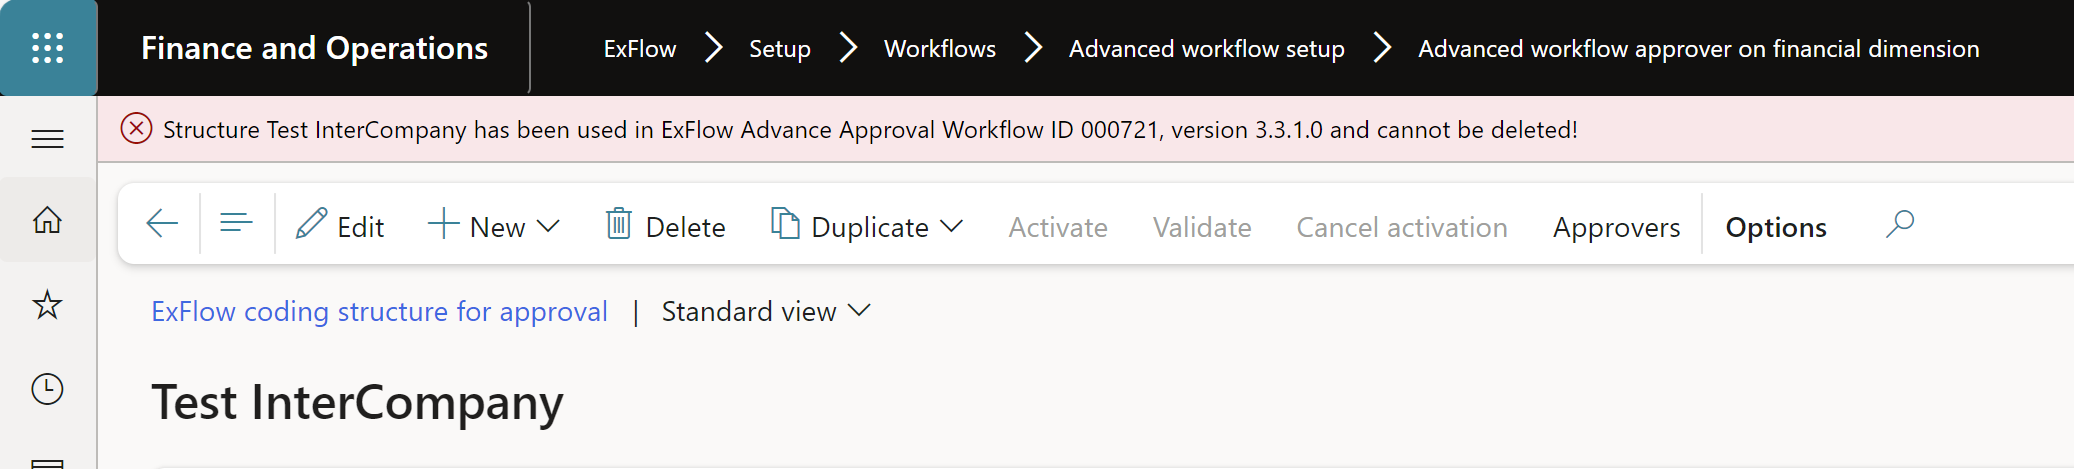 Finance and Operations
ExFlow Setup Workflows Advanced workflow setup Advanced workflow approver on financial dimension
Structure Test InterCompany has been used in ExFlow Advance Approval Workflow ID 000721, version 3.3.1.0 and cannot be deleted!
Edit New Delete Duplicate Activate Validate Cancel activation Approvers Options
ExFlow coding structure for approval | Standard view
Test InterCompany